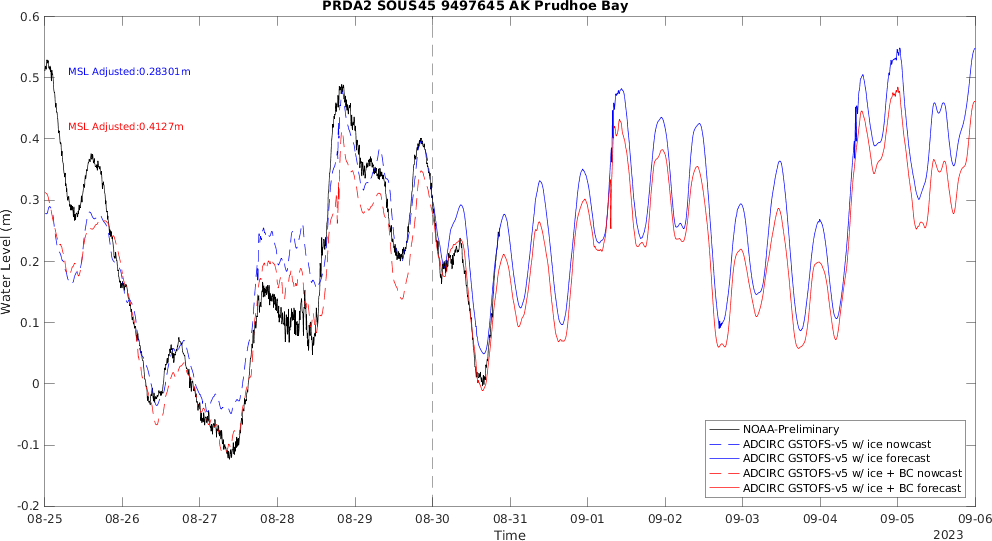 PRDA2 SOUS45 9497645 AK Prudhoe Bay
0.6
0.5
0.4
0.3
0.2
0.1
0
-0.1
-0.2
Water Level (m)
MSL Adjusted:0.28301m
MSL Adjusted:0.4127m
NOAA-Preliminary
ADCIRC GSTOFS-v5 w/ ice nowcast
ADCIRC GSTOFS-v5 w/ ice forecast
ADCIRC GSTOFS-v5 w/ ice + BC nowcast
ADCIRC GSTOFS-v5 w/ ice + BC forecast
08-25 08-26 08-27 08-28 08-29 08-30 08-31 09-01 09-02 09-03 09-04 09-05 09-06
Time
2023